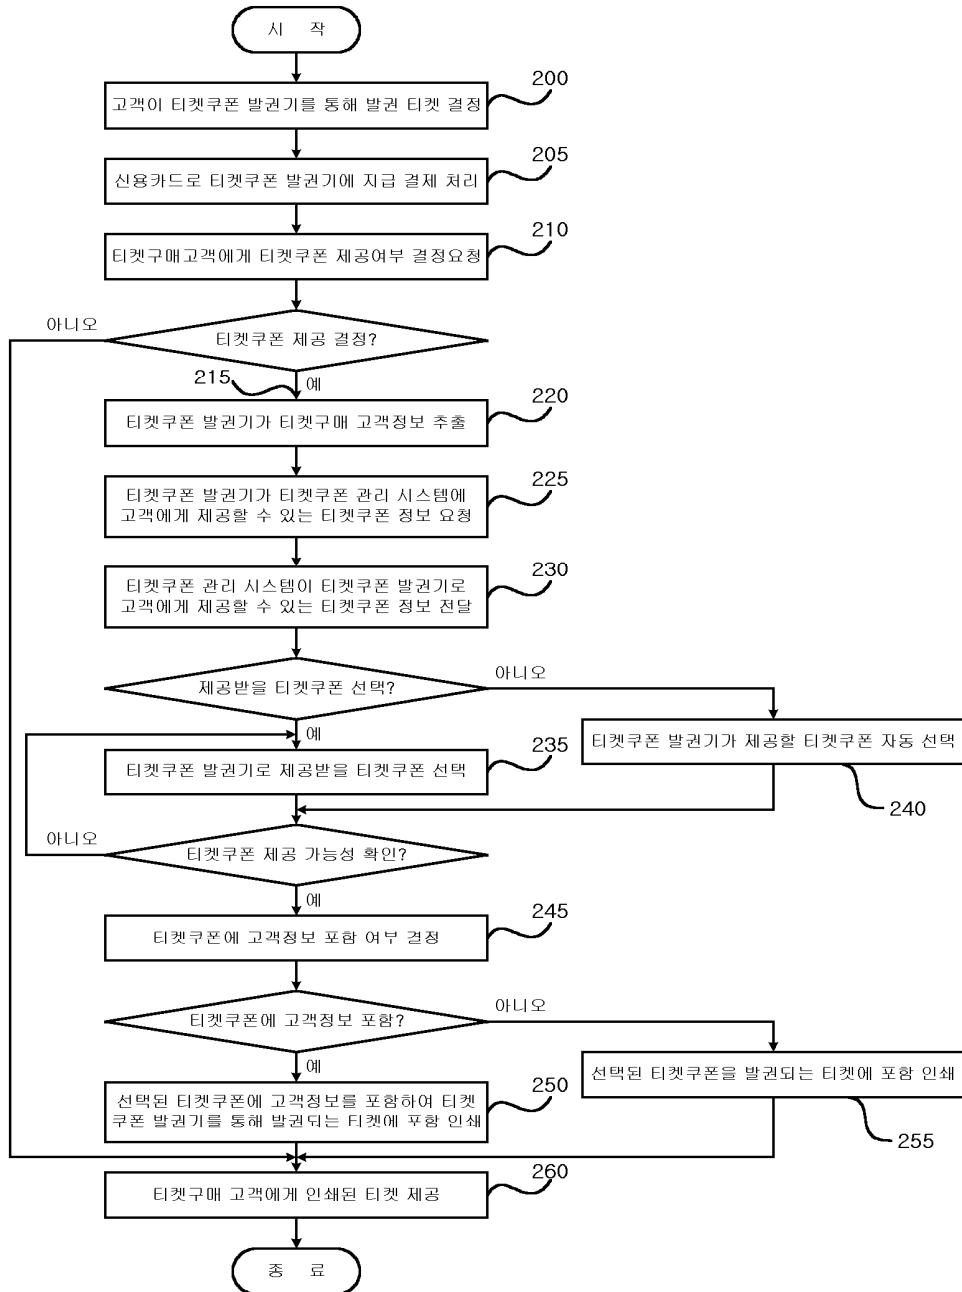 시 작
200
고객이 티켓쿠폰 발권기를 통해 발권 티켓 결정
205
신용카드로 티켓쿠폰 발권기에 지급 결제 처리
210
티켓구매고객에게 티켓쿠폰 제공여부 결정요청
아니오
티켓쿠폰 제공 결정?
215
예
220
티켓쿠폰 발권기가 티켓구매 고객정보 추출
225
티켓쿠폰 발권기가 티켓쿠폰 관리 시스템에
고객에게 제공할 수 있는 티켓쿠폰 정보 요청
230
티켓쿠폰 관리 시스템이 티켓쿠폰 발권기로
고객에게 제공할 수 있는 티켓쿠폰 정보 전달
아니오
제공받을 티켓쿠폰 선택?
예
235
티켓쿠폰 발권기가 제공할 티켓쿠폰 자동 선택
티켓쿠폰 발권기로 제공받을 티켓쿠폰 선택
240
아니오
티켓쿠폰 제공 가능성 확인?
예
245
티켓쿠폰에 고객정보 포함 여부 결정
아니오
티켓쿠폰에 고객정보 포함?
예
선택된 티켓쿠폰을 발권되는 티켓에 포함 인쇄
250
선택된 티켓쿠폰에 고객정보를 포함하여 티켓
쿠폰 발권기를 통해 발권되는 티켓에 포함 인쇄
255
260
티켓구매 고객에게 인쇄된 티켓 제공
종 료